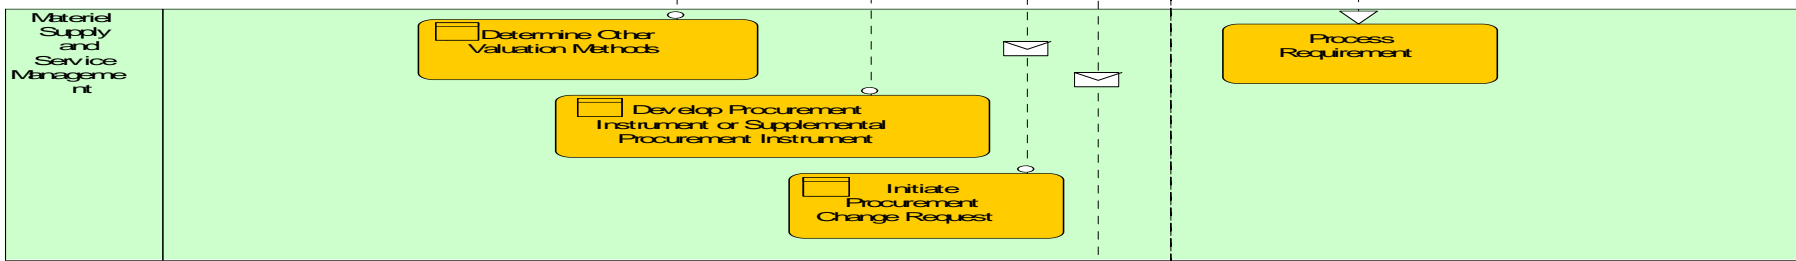 Materiel
Supply
and
Service
Manageme
nt
Determine Other
Valuation Methods
Develop Procurement
Instrument or Supplemental
Procurement Instrument
Initiate
Procurement
Change Request
Process
Requirement